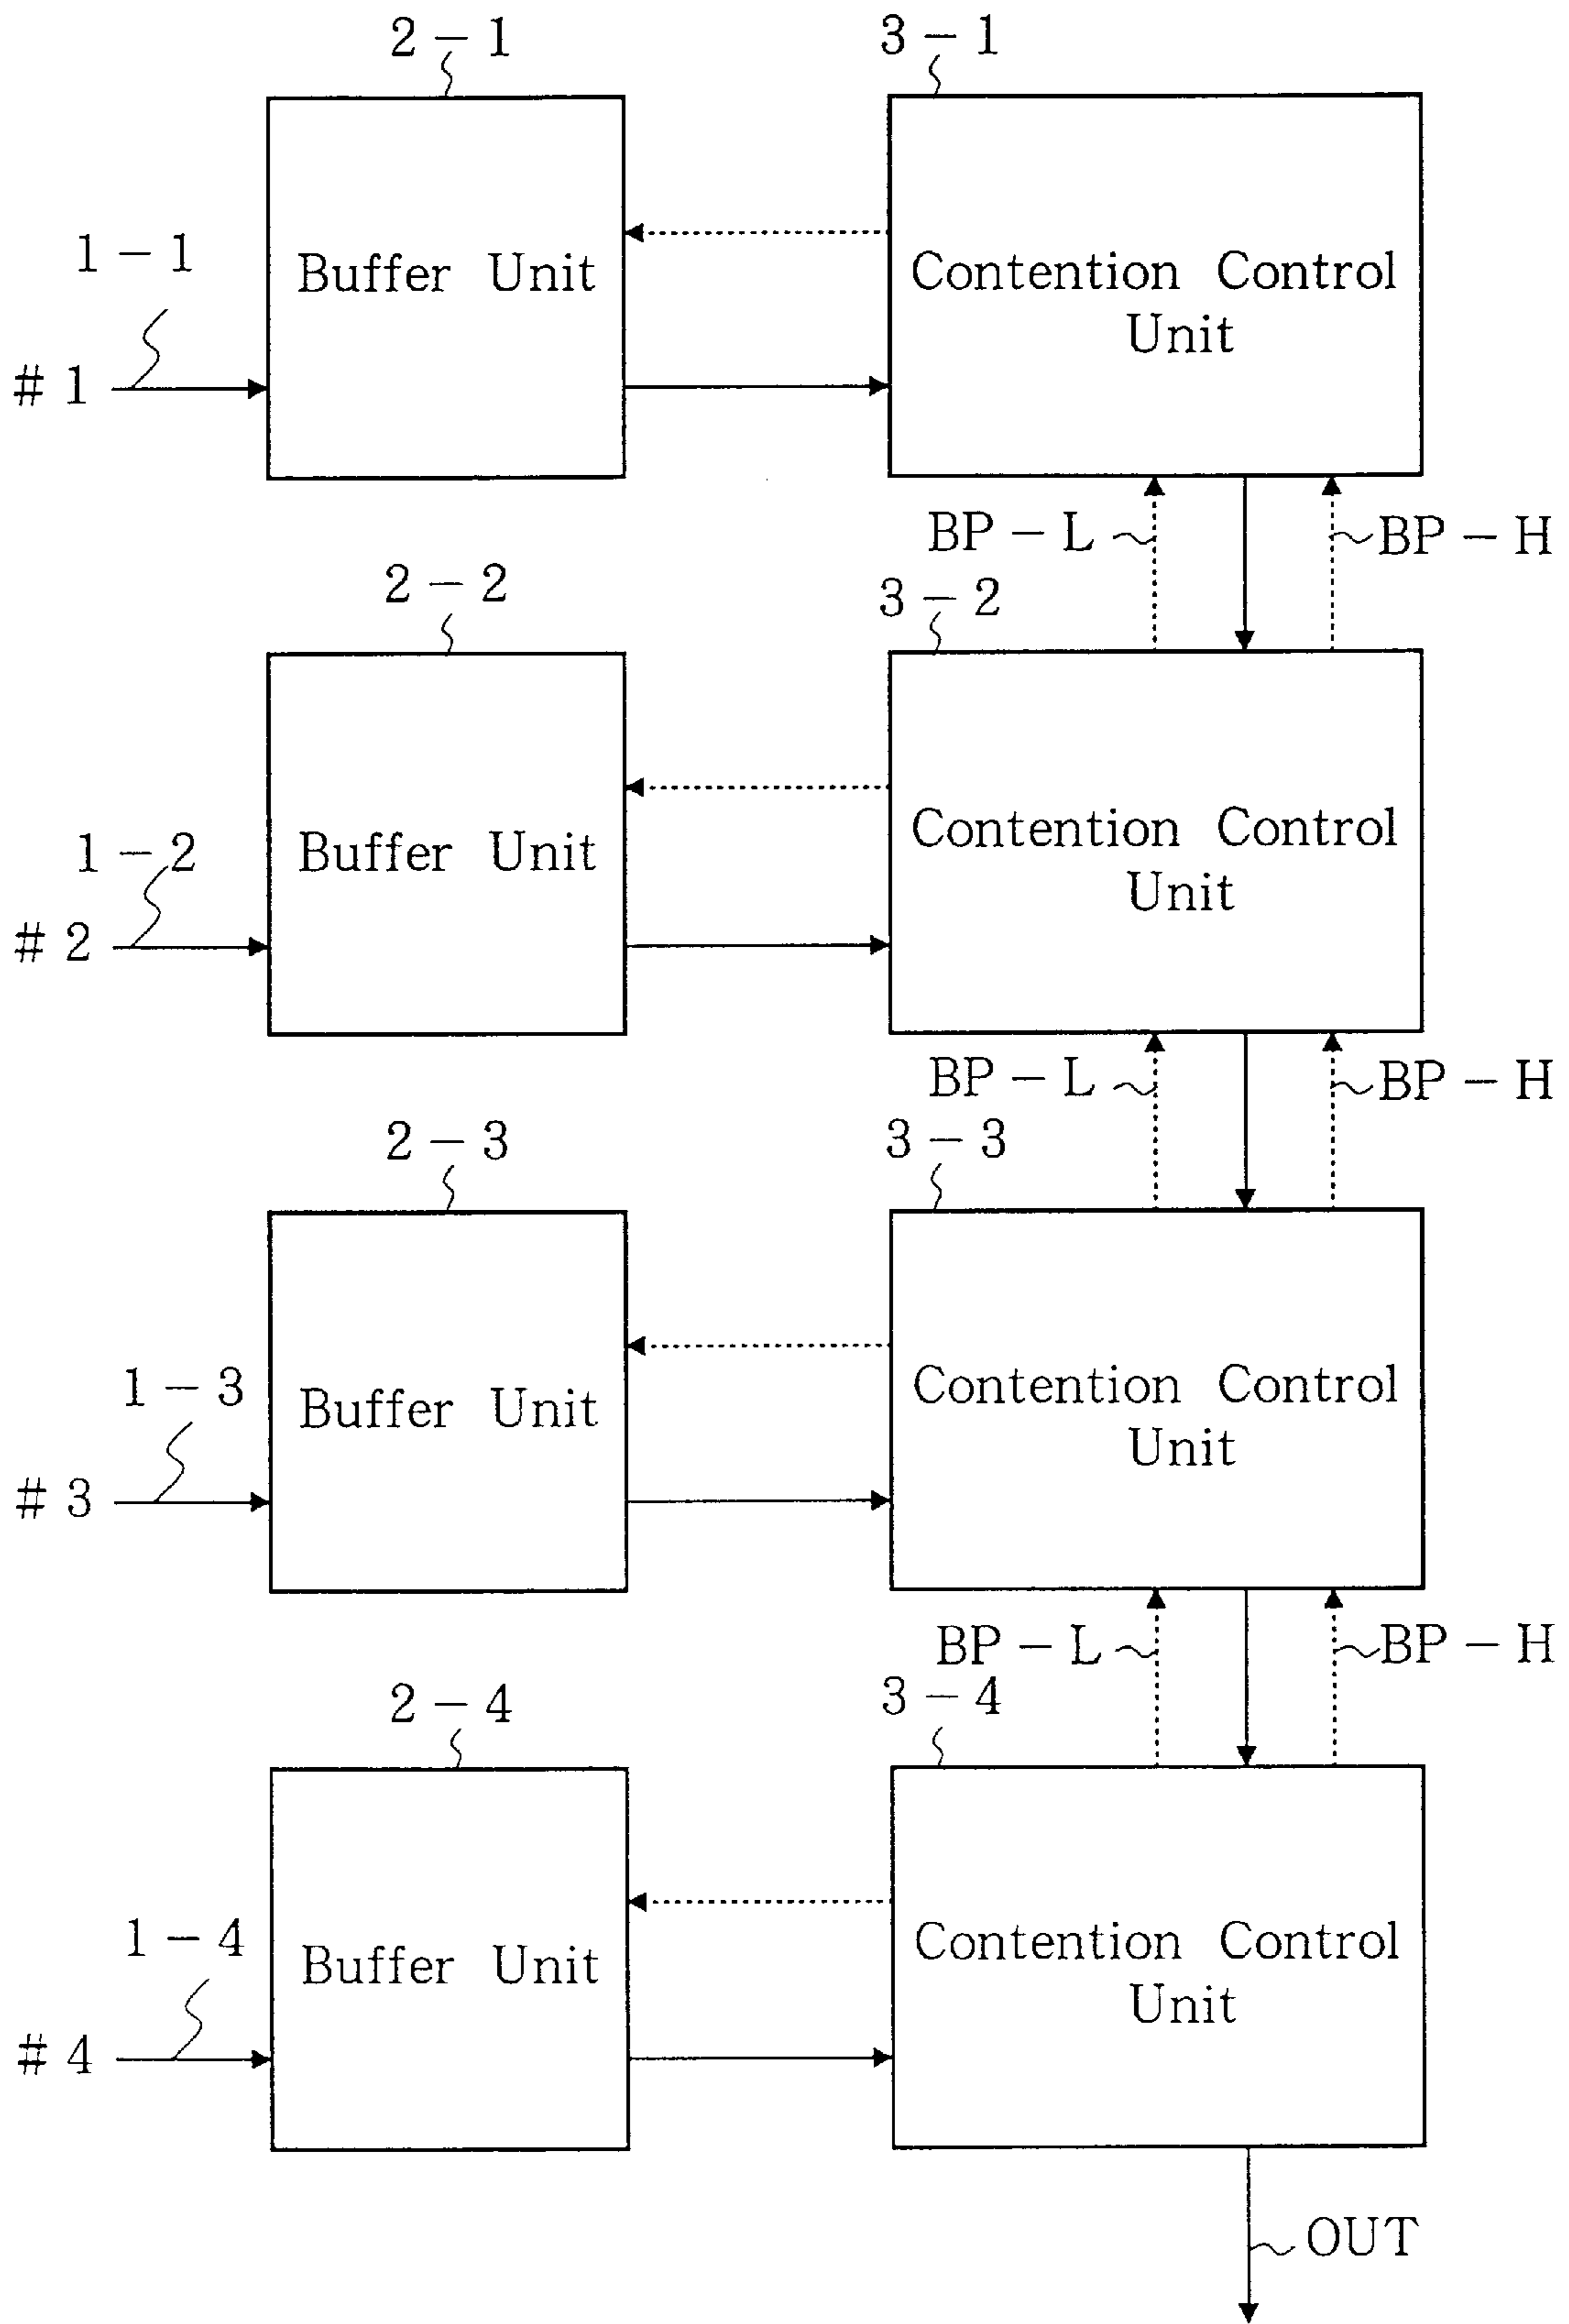 2-1
3-1
1-1
Buffer Unit
Contention Control
Unit
#1
BP-L
BP-H
2-2
3-2
1-2
Buffer Unit
Contention Control
Unit
#2
BP-L
BP-H
2-3
3-3
1-3
Buffer Unit
Contention Control
Unit
#3
BP-L
BP-H
2-4
3-4
1-4
Buffer Unit
Contention Control
Unit
#4
OUT